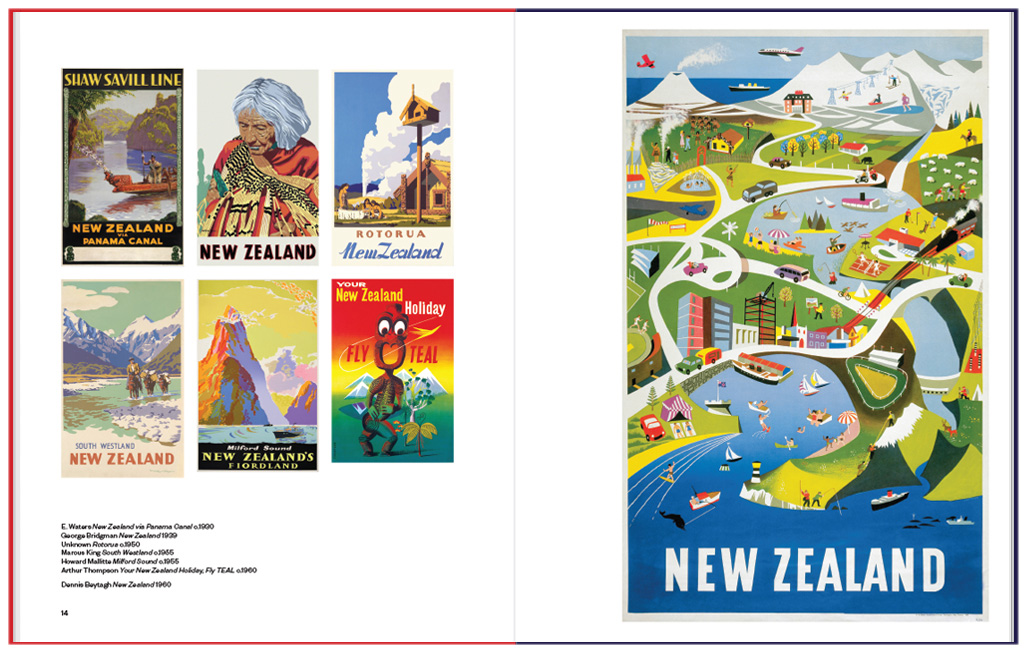 SHAW SAVILL LINE
NEW ZEALAND
VIA
PANAMA CANAL
NEW ZEALAND
ROTORUA
New Zealand
SOUTH WESTLAND
NEW ZEALAND
Milford Sound
NEW ZEALAND'S
FIORDLAND
YOUR
New Zealand
Holiday
FLY TEAL
E. Waters New Zealand via Panama Canal c.1930
George Bridgman New Zealand 1939
Unknown Rotorua c.1950
Marcus King South Westland c.1955
Howard Mallitte Milford Sound c.1955
Arthur Thompson Your New Zealand Holiday, Fly TEAL c.1960
Dennis Beytagh New Zealand 1960
14
NEW ZEALAND